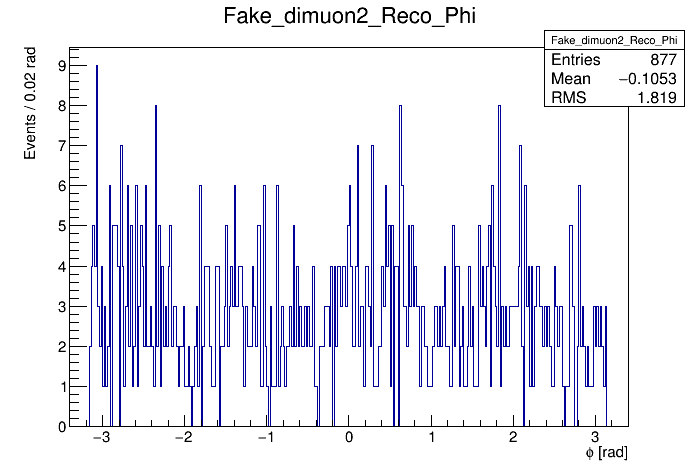 Fake_dimuon2_Reco_Phi
Fake_dimuon2_Reco_Phi
Entries 877
Mean −0.1053
RMS 1.819
Events / 0.02 rad
9
8
7
6
5
4
3
2
1
0
−3 −2 −1 0 1 2 3
ϕ [rad]